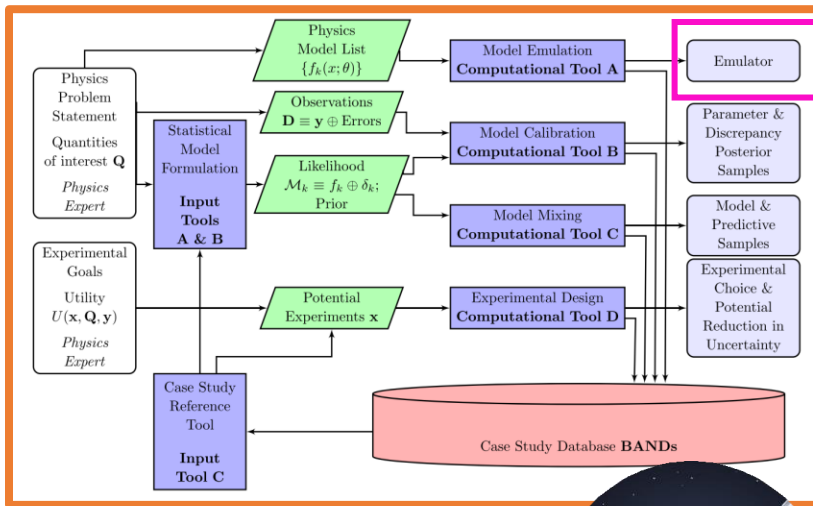 Physics
Problem
Statement
Quantities
of interest Q
Physics
Expert
Experimental
Goals
Utility
U(x, Q, y)
Physics
Expert
Statistical
Model
Formulation
Input
Tools
A & B
Case Study
Reference
Tool
Input
Tool C
Physics
Model List
{f_k(x; θ)}
Observations
D ≡ y ⊕ Errors
Likelihood
M_k ≡ f_k ⊕ δ_k;
Prior
Potential
Experiments x
Model Emulation
Computational Tool A
Model Calibration
Computational Tool B
Model Mixing
Computational Tool C
Experimental Design
Computational Tool D
Emulator
Parameter &
Discrepancy
Posterior
Samples
Model &
Predictive
Samples
Experimental
Choice &
Potential
Reduction in
Uncertainty
Case Study Database BANDs